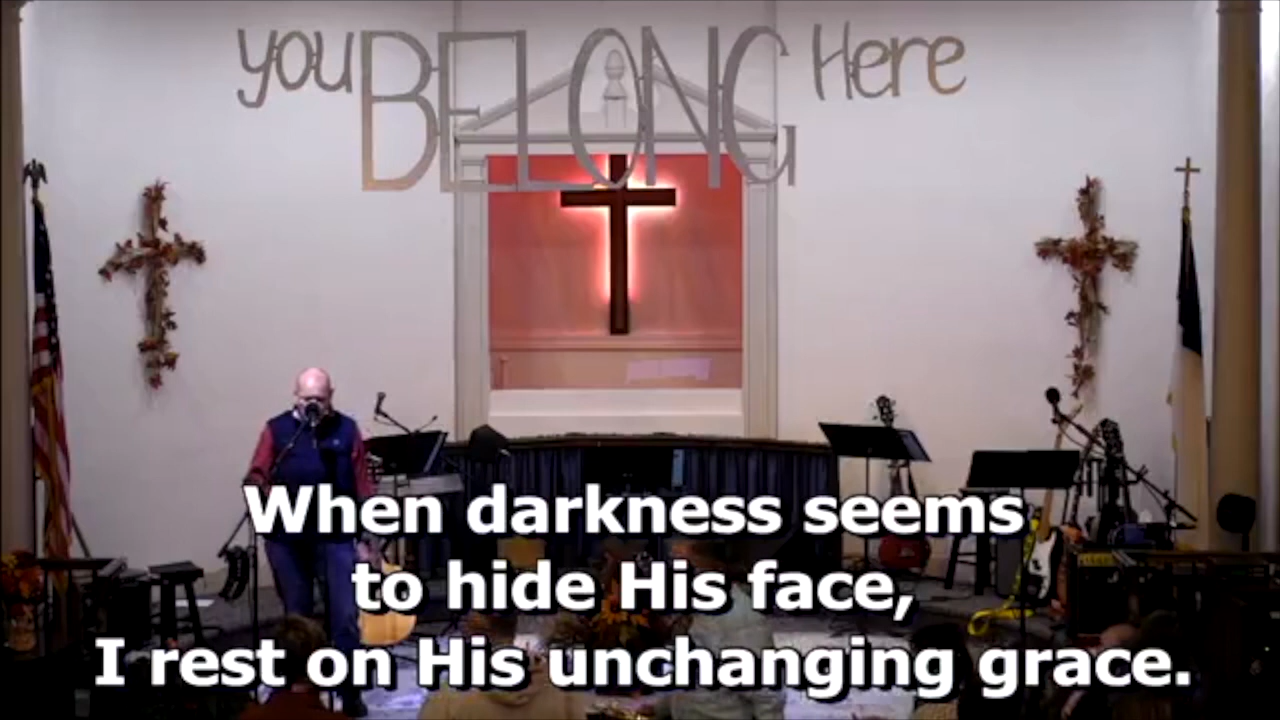 you BELONG Here
When darkness seems
to hide His face,
I rest on His unchanging grace.